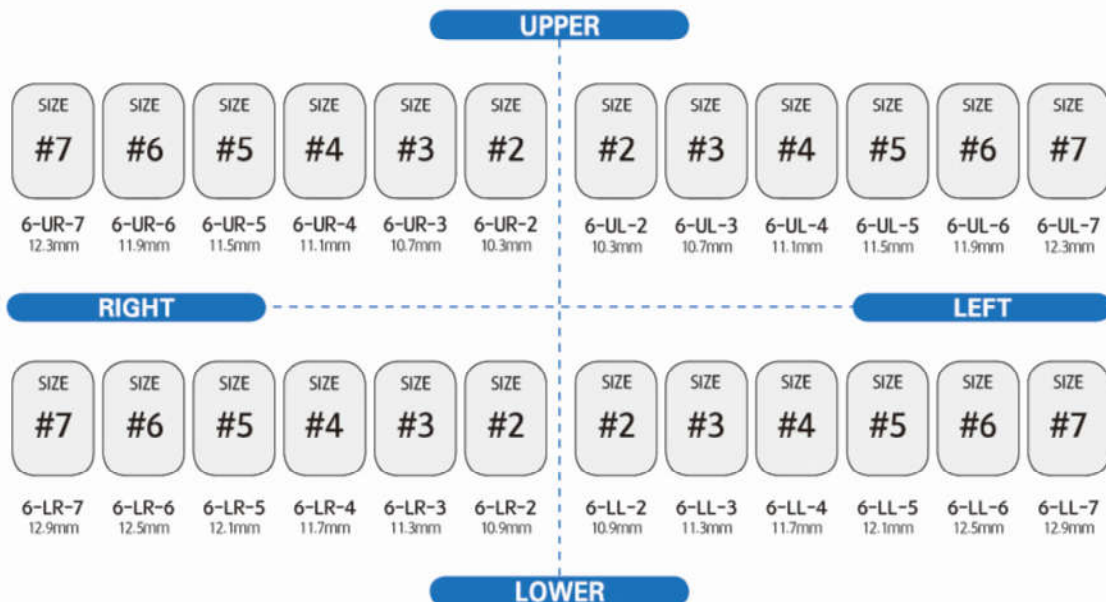 UPPER
SIZE SIZE SIZE SIZE SIZE SIZE SIZE SIZE SIZE SIZE SIZE SIZE
#7 #6 #5 #4 #3 #2 #2 #3 #4 #5 #6 #7
6-UR-7 6-UR-6 6-UR-5 6-UR-4 6-UR-3 6-UR-2 6-UL-2 6-UL-3 6-UL-4 6-UL-5 6-UL-6 6-UL-7
12.3mm 11.9mm 11.5mm 11.1mm 10.7mm 10.3mm 10.3mm 10.7mm 11.1mm 11.5mm 11.9mm 12.3mm
RIGHT LEFT
SIZE SIZE SIZE SIZE SIZE SIZE SIZE SIZE SIZE SIZE SIZE SIZE
#7 #6 #5 #4 #3 #2 #2 #3 #4 #5 #6 #7
6-LR-7 6-LR-6 6-LR-5 6-LR-4 6-LR-3 6-LR-2 6-LL-2 6-LL-3 6-LL-4 6-LL-5 6-LL-6 6-LL-7
12.9mm 12.5mm 12.1mm 11.7mm 11.3mm 10.9mm 10.9mm 11.3mm 11.7mm 12.1mm 12.5mm 12.9mm
LOWER